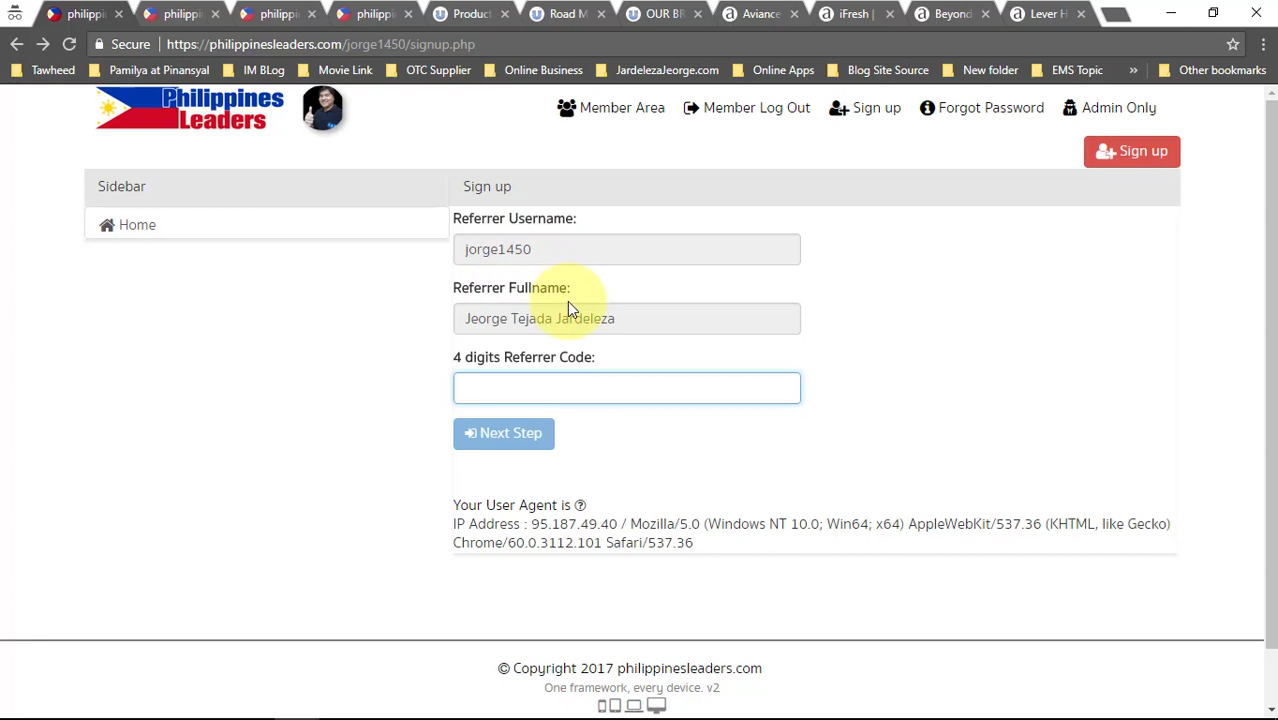 philippin
philippin
philippin
philippin
Product
Road M
OUR BR
Aviance
iFresh |
Beyond
Lever H
Secure
https://philippinesleaders.com/jorge1450/signup.php
Tawheed
Pamilya at Pinansyal
IM BLog
Movie Link
OTC Supplier
Online Business
JardelezaJeorge.com
Online Apps
Blog Site Source
New folder
EMS Topic
»
Other bookmarks
Philippines
Leaders
Member Area
Member Log Out
Sign up
Forgot Password
Admin Only
Sign up
Sidebar
Sign up
Home
Referrer Username:
jorge1450
Referrer Fullname:
Jeorge Tejada Jardeleza
4 digits Referrer Code:
Next Step
Your User Agent is
IP Address : 95.187.49.40 / Mozilla/5.0 (Windows NT 10.0; Win64; x64) AppleWebKit/537.36 (KHTML, like Gecko)
Chrome/60.0.3112.101 Safari/537.36
© Copyright 2017 philippinesleaders.com
One framework, every device. v2